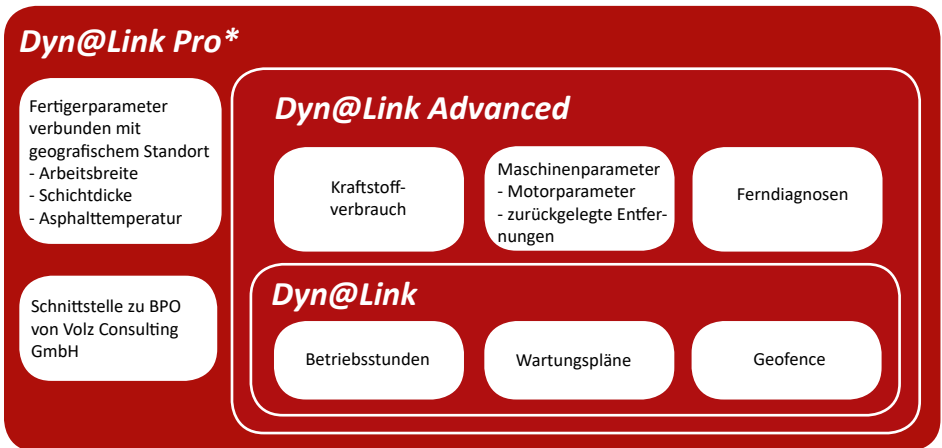 Dyn@Link Pro*
Fertigerparameter
verbunden mit
geografischem Standort
- Arbeitsbreite
- Schichtdicke
- Asphalttemperatur
Schnittstelle zu BPO
von Volz Consulting
GmbH
Dyn@Link Advanced
Kraftstoff-
verbrauch
Maschinenparameter
- Motorparameter
- zurückgelegte Entfer-
nungen
Ferndiagnosen
Dyn@Link
Betriebsstunden
Wartungspläne
Geofence